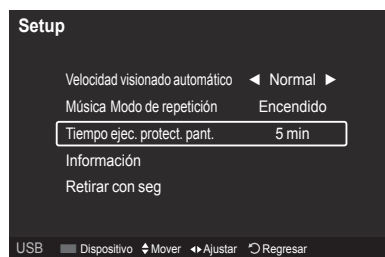 Setup
Velocidad visionado automático ◄ Normal ►
Música Modo de repetición Encendido
Tiempo ejec. protect. pant. 5 min
Información
Retirar con seg
USB Dispositivo Mover Ajustar Regresar